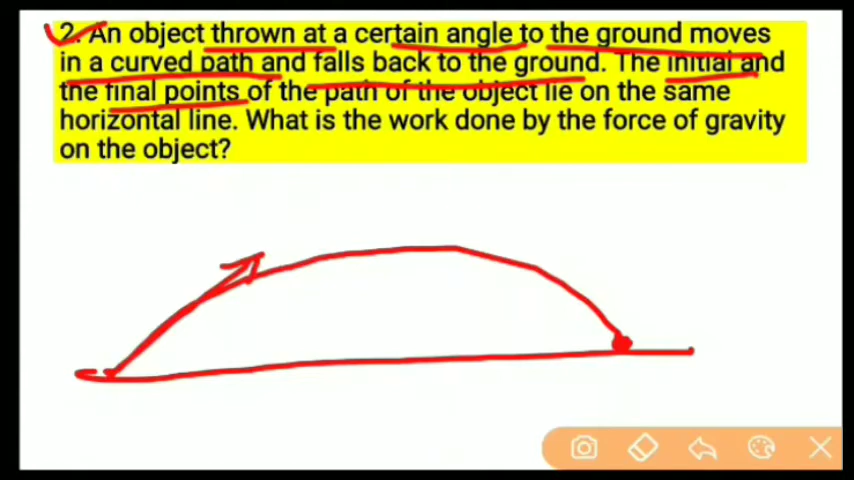 2. An object thrown at a certain angle to the ground moves
in a curved path and falls back to the ground. The initial and
the final points of the path of the object lie on the same
horizontal line. What is the work done by the force of gravity
on the object?